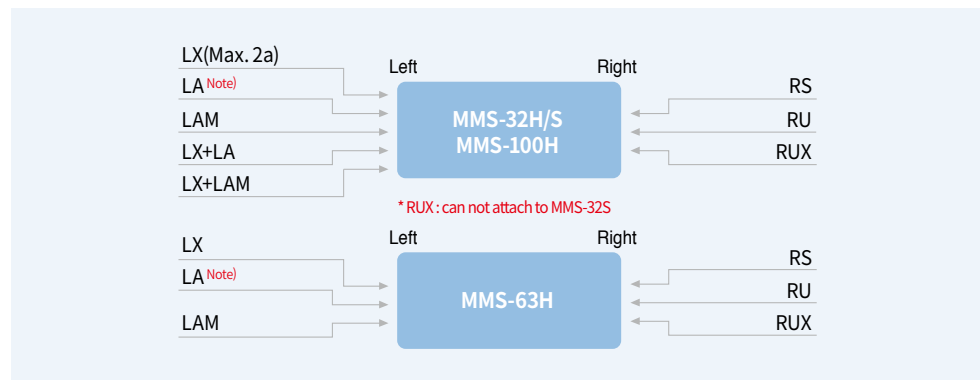 LX(Max. 2a)
LA Note)
LAM
LX+LA
LX+LAM
Left
Right
MMS-32H/S
MMS-100H
RS
RU
RUX
* RUX : can not attach to MMS-32S
LX
LA Note)
LAM
Left
Right
MMS-63H
RS
RU
RUX